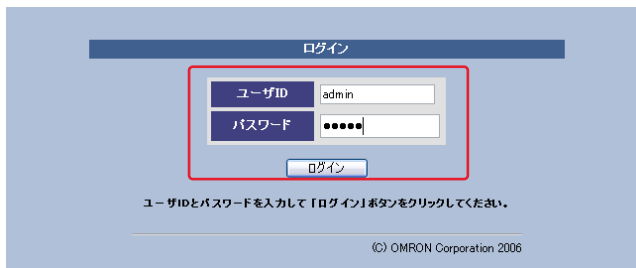 ログイン
ユーザID admin
パスワード ●●●●●
ログイン
ユーザIDとパスワードを入力して「ログイン」ボタンをクリックしてください。
(C) OMRON Corporation 2006